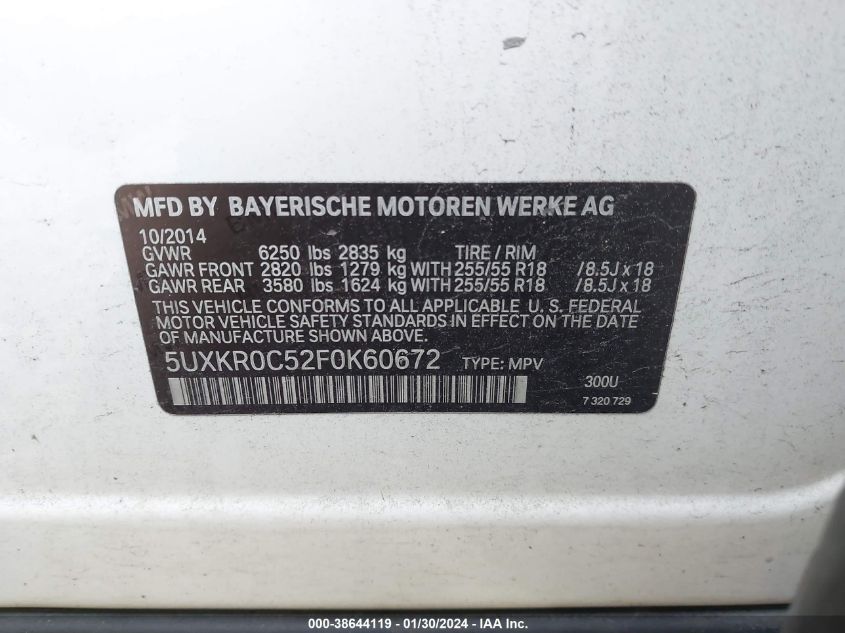 MFD BY BAYERISCHE MOTOREN WERKE AG
10/2014
GVWR 6250 lbs 2835 kg TIRE / RIM
GAWR FRONT 2820 lbs 1279 kg WITH 255/55 R18 /8.5J x 18
GAWR REAR 3580 lbs 1624 kg WITH 255/55 R18 /8.5J x 18
THIS VEHICLE CONFORMS TO ALL APPLICABLE U. S. FEDERAL
MOTOR VEHICLE SAFETY STANDARDS IN EFFECT ON THE DATE
OF MANUFACTURE SHOWN ABOVE.
5UXKR0C52F0K60672 TYPE: MPV
300U
7 320 729
000-38644119 - 01/30/2024 - IAA Inc.